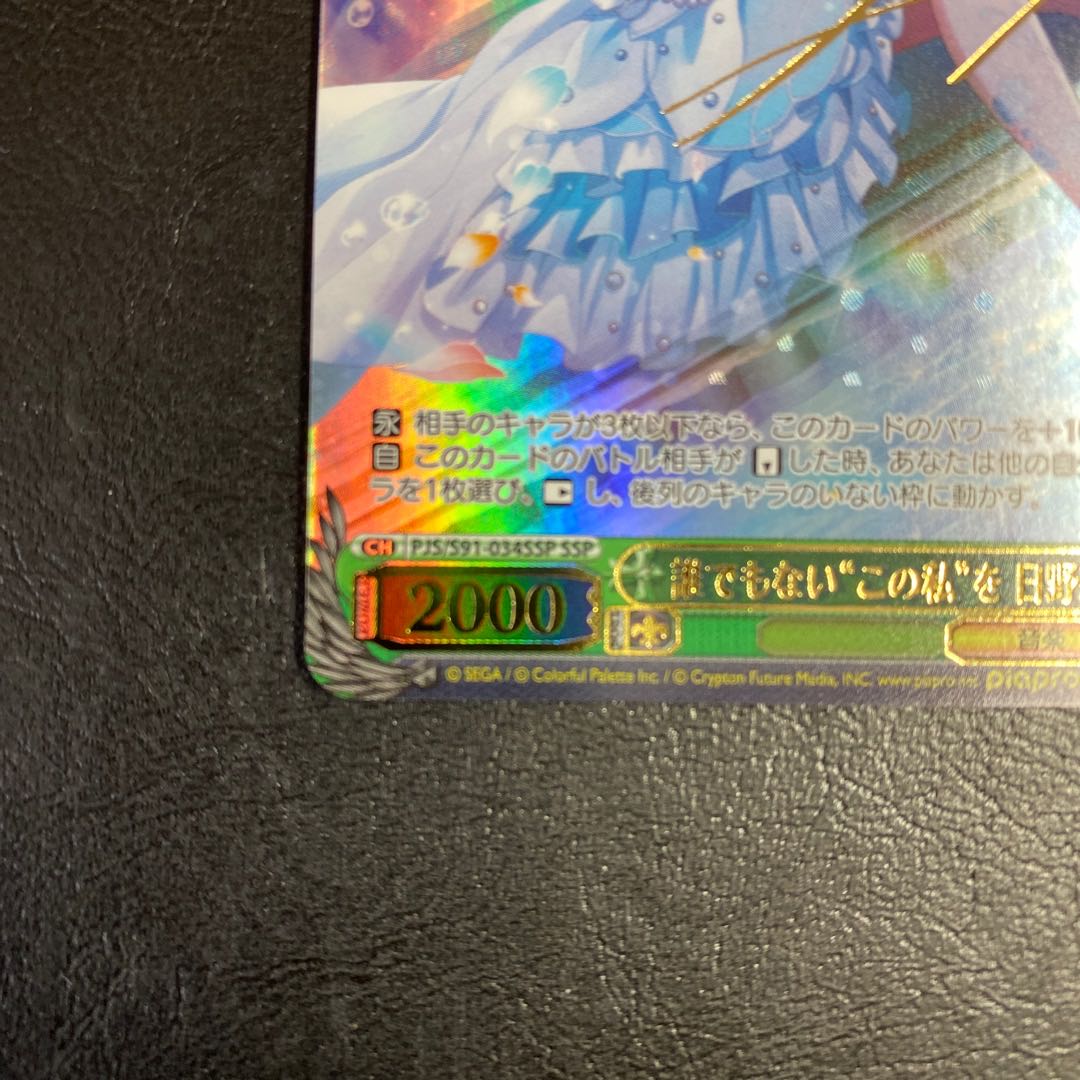 永 相手のキャラが3枚以下なら、このカードのパワーを+1
自 このカードのバトル相手が した時、あなたは他の自
ラを1枚選び、 し、後列のキャラのいない枠に動かす。
CH PJS/S91-034SSP SSP
誰でもない“この私”を 日野
2000
音楽
© SEGA / © Colorful Palette Inc. / © Crypton Future Media, INC. www.piapro.net piapro